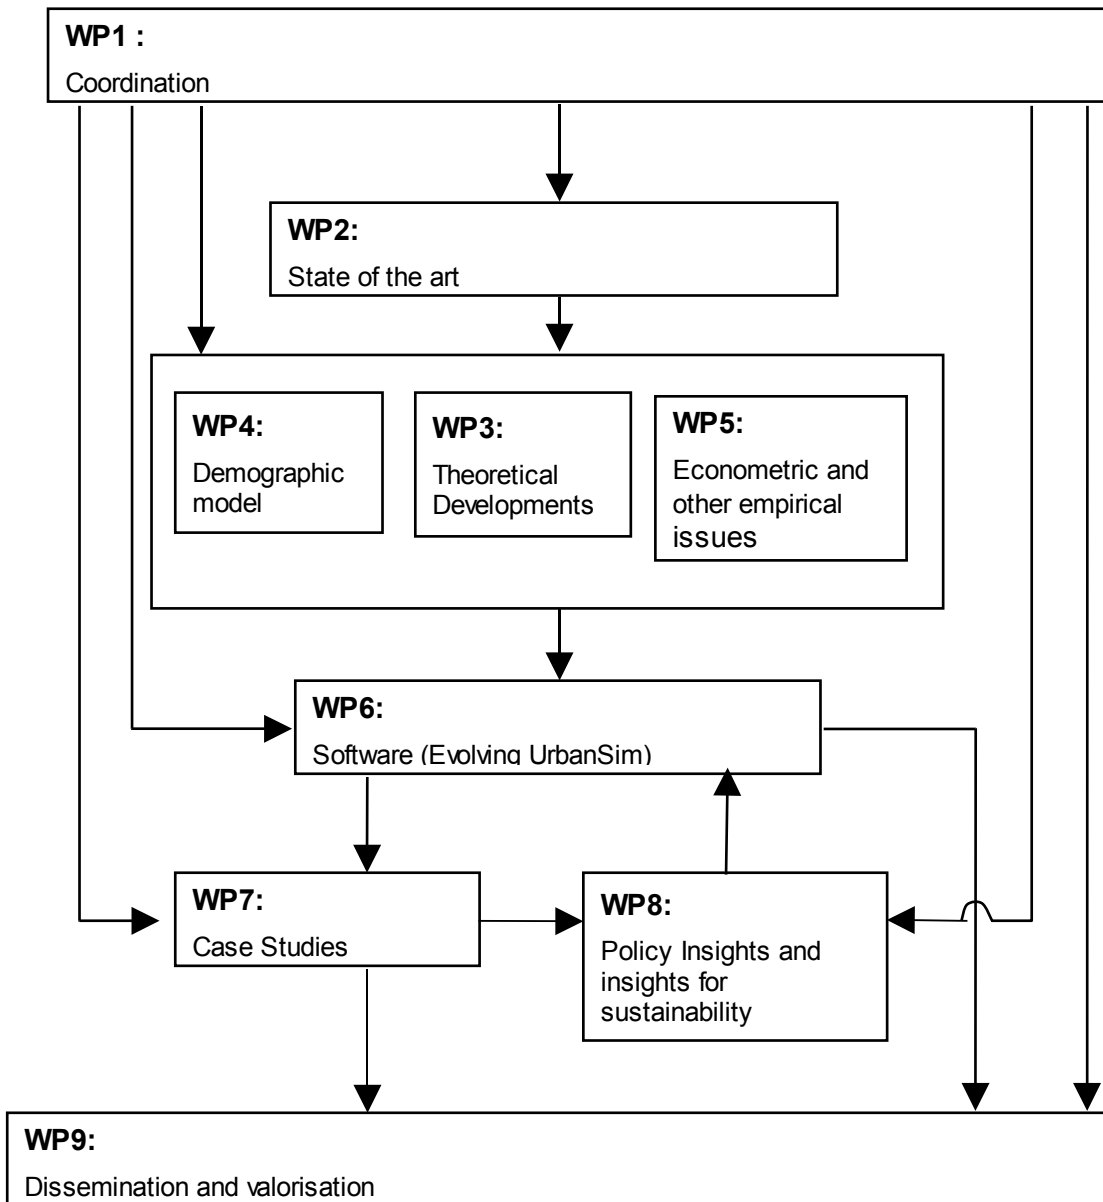 WP1 :
Coordination
WP2:
State of the art
WP4:
Demographic
model
WP3:
Theoretical
Developments
WP5:
Econometric and
other empirical
issues
WP6:
Software (Evolving UrbanSim)
WP7:
Case Studies
WP8:
Policy Insights and
insights for
sustainability
WP9:
Dissemination and valorisation